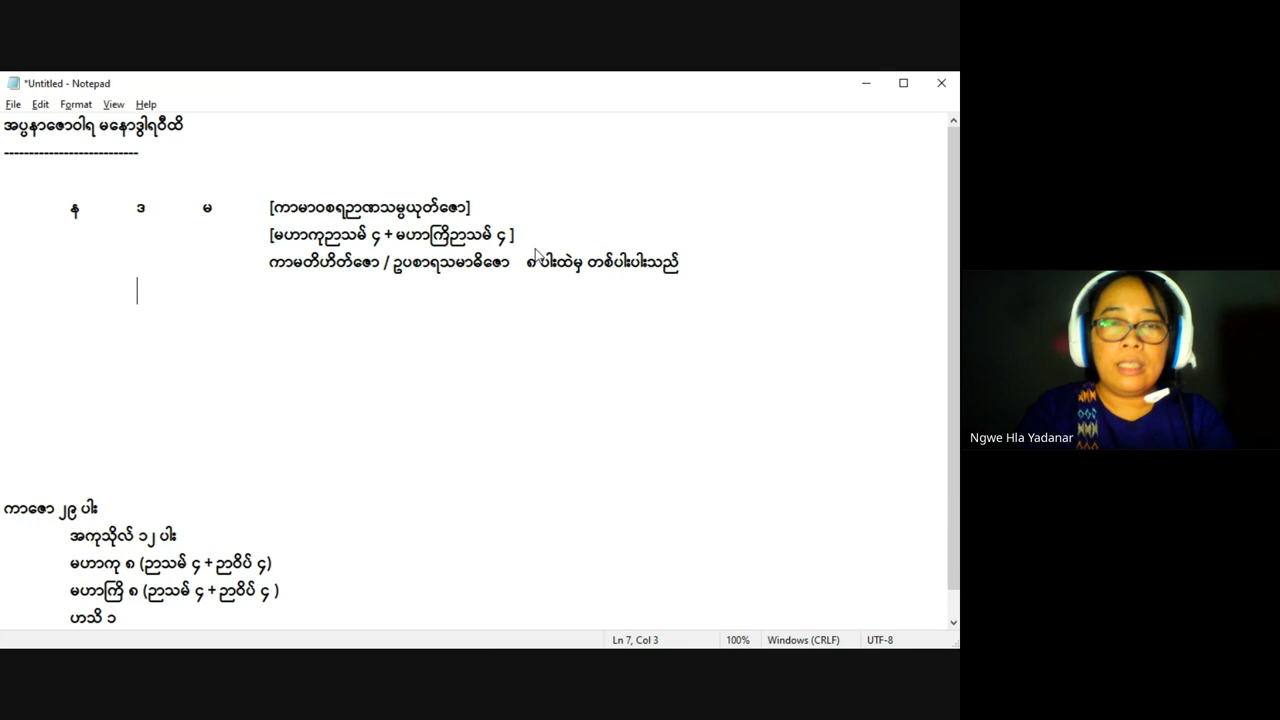 *Untitled - Notepad
File Edit Format View Help
အပ္ပနာဇောဝါရ မနောဒွါရဝီထိ
---------------------------
န ဒ မ [ကာမာဝစရဉာဏသမ္ပယုတ်ဇော]
[မဟာကုဉာသမ် ၄ + မဟာကြိဉာသမ် ၄ ]
ကာမတိဟိတ်ဇော / ဥပစာရသမာဓိဇော ၈ ပါးထဲမှ တစ်ပါးပါးသည်
Ngwe Hla Yadanar
ကာဇော ၂၉ ပါး
အကုသိုလ် ၁၂ ပါး
မဟာကု ၈ (ဉာသမ် ၄ + ဉာဝိပ် ၄)
မဟာကြိ ၈ (ဉာသမ် ၄ + ဉာဝိပ် ၄ )
ဟသိ ၁
Ln 7, Col 3 100% Windows (CRLF) UTF-8